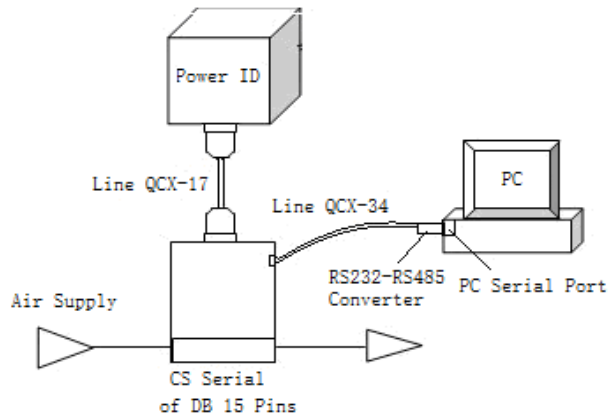 Power ID
Line QCX-17
Line QCX-34
PC
RS232-RS485
Converter
PC Serial Port
Air Supply
CS Serial
of DB 15 Pins